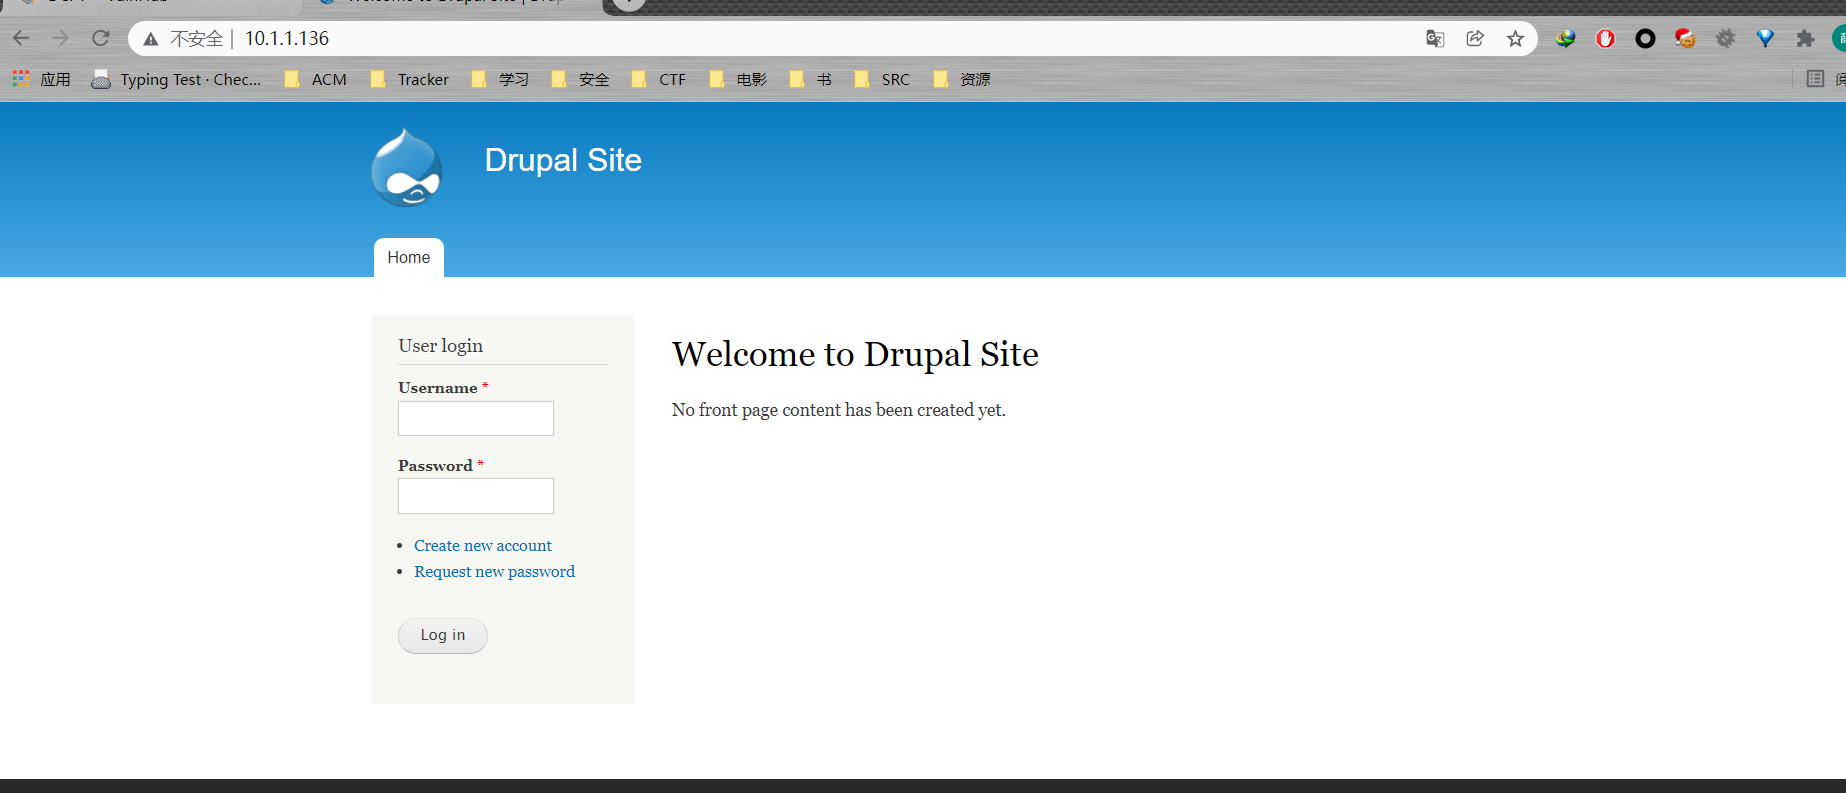 不安全 10.1.1.136
应用 Typing Test · Chec... ACM Tracker 学习 安全 CTF 电影 书 SRC 资源
Drupal Site
Home
User login
Welcome to Drupal Site
Username *
No front page content has been created yet.
Password *
Create new account
Request new password
Log in